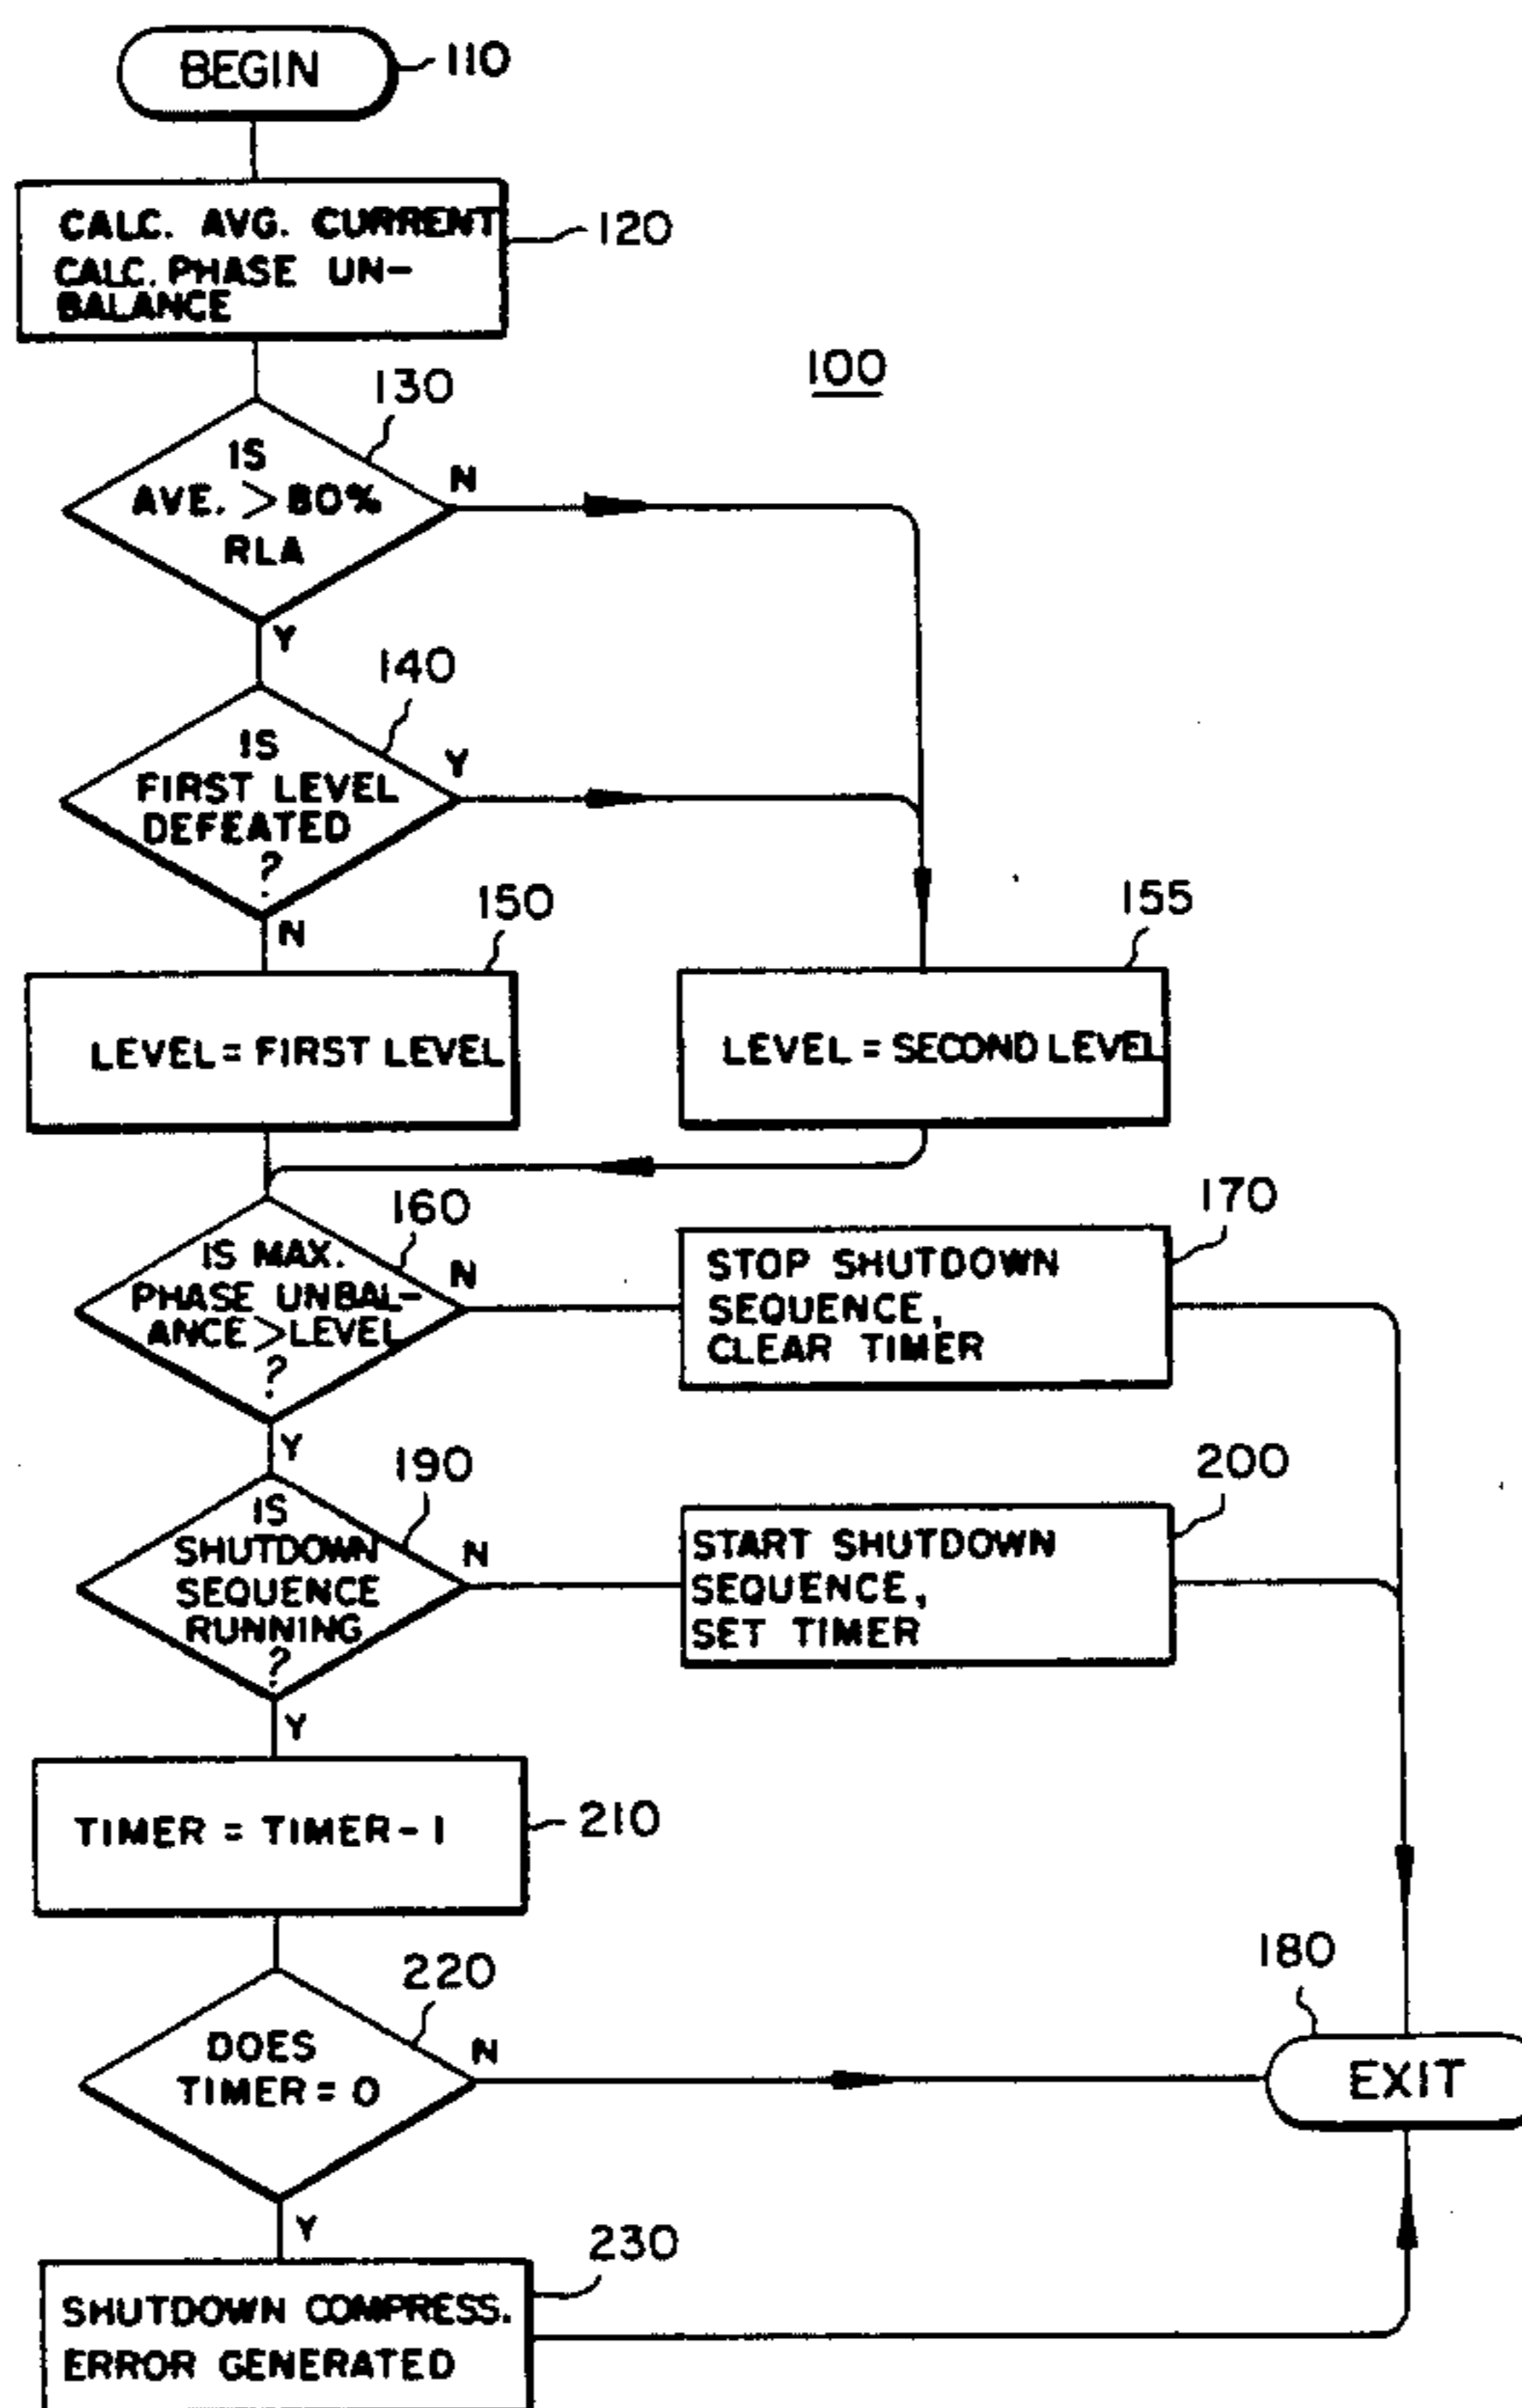 BEGIN
110
CALC. AVG. CURRENT
CALC. PHASE UN-
BALANCE
120
100
130
IS
AVE. > 80%
RLA
N
Y
140
IS
FIRST LEVEL
DEFEATED
?
Y
N
150
LEVEL = FIRST LEVEL
155
LEVEL = SECOND LEVEL
160
IS MAX.
PHASE UNBAL-
ANCE > LEVEL
?
N
Y
170
STOP SHUTDOWN
SEQUENCE,
CLEAR TIMER
190
IS
SHUTDOWN
SEQUENCE
RUNNING
?
N
Y
200
START SHUTDOWN
SEQUENCE,
SET TIMER
TIMER = TIMER - 1
210
220
DOES
TIMER = 0
N
Y
180
EXIT
230
SHUTDOWN COMPRESS.
ERROR GENERATED